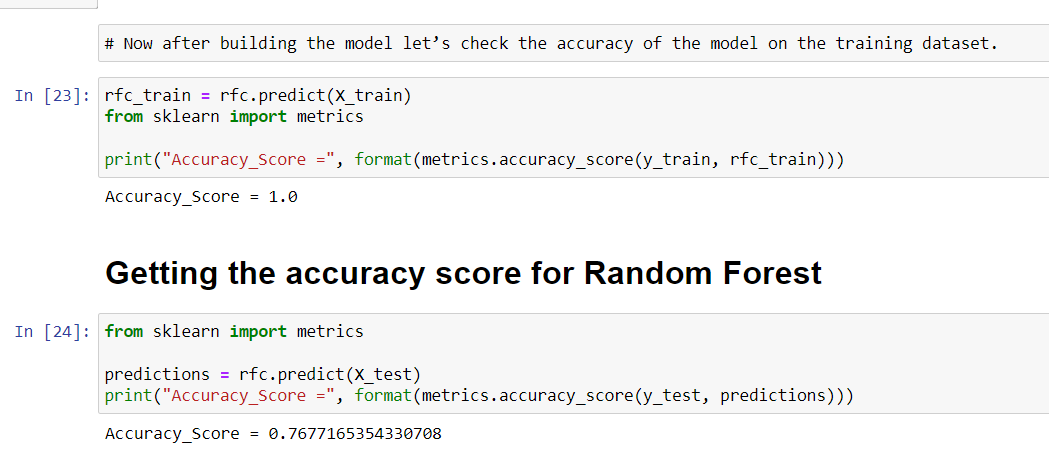 # Now after building the model let’s check the accuracy of the model on the training dataset.
In [23]: rfc_train = rfc.predict(X_train)
from sklearn import metrics
print("Accuracy_Score =", format(metrics.accuracy_score(y_train, rfc_train)))
Accuracy_Score = 1.0
Getting the accuracy score for Random Forest
In [24]: from sklearn import metrics
predictions = rfc.predict(X_test)
print("Accuracy_Score =", format(metrics.accuracy_score(y_test, predictions)))
Accuracy_Score = 0.7677165354330708